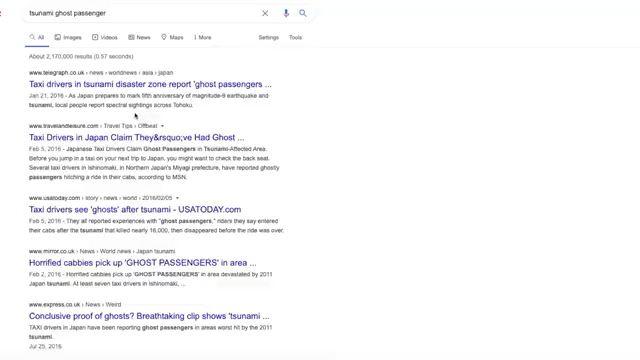 tsunami ghost passenger
All Images Videos News Maps More Settings Tools
About 2,170,000 results (0.57 seconds)
www.telegraph.co.uk › news › worldnews › asia › japan
Taxi drivers in tsunami disaster zone report 'ghost passengers ...
Jan 21, 2016 - As Japan prepares to mark fifth anniversary of magnitude-9 earthquake and
tsunami, local people report spectral sightings across Tohoku.
www.travelandleisure.com › Travel Tips › Offbeat
Taxi Drivers in Japan Claim They&rsquo;ve Had Ghost ...
Feb 5, 2016 - Japanese Taxi Drivers Claim Ghost Passengers in Tsunami-Affected Area.
Before you jump in a taxi on your next trip to Japan, you might want to check the back seat.
Several taxi drivers in Ishinomaki, in Northern Japan's Miyagi prefecture, have reported ghostly
passengers hitching a ride in their cabs, according to MSN.
www.usatoday.com › story › news › world › 2016/02/05
Taxi drivers see 'ghosts' after tsunami - USATODAY.com
Feb 5, 2016 - They all reported experiences with "ghost passengers," riders they say entered
their cabs after the tsunami that killed nearly 16,000, then disappeared before the ride was over.
www.mirror.co.uk › News › World news › Japan tsunami
Horrified cabbies pick up 'GHOST PASSENGERS' in area ...
Feb 2, 2016 - Horrified cabbies pick up 'GHOST PASSENGERS' in area devastated by 2011
Japan tsunami. At least seven taxi drivers in Ishinomaki, ...
www.express.co.uk › News › Weird
Conclusive proof of ghosts? Breathtaking clip shows 'tsunami ...
TAXI drivers in Japan have been reporting ghost passengers in areas worst hit by the 2011
tsunami.
Jul 25, 2016